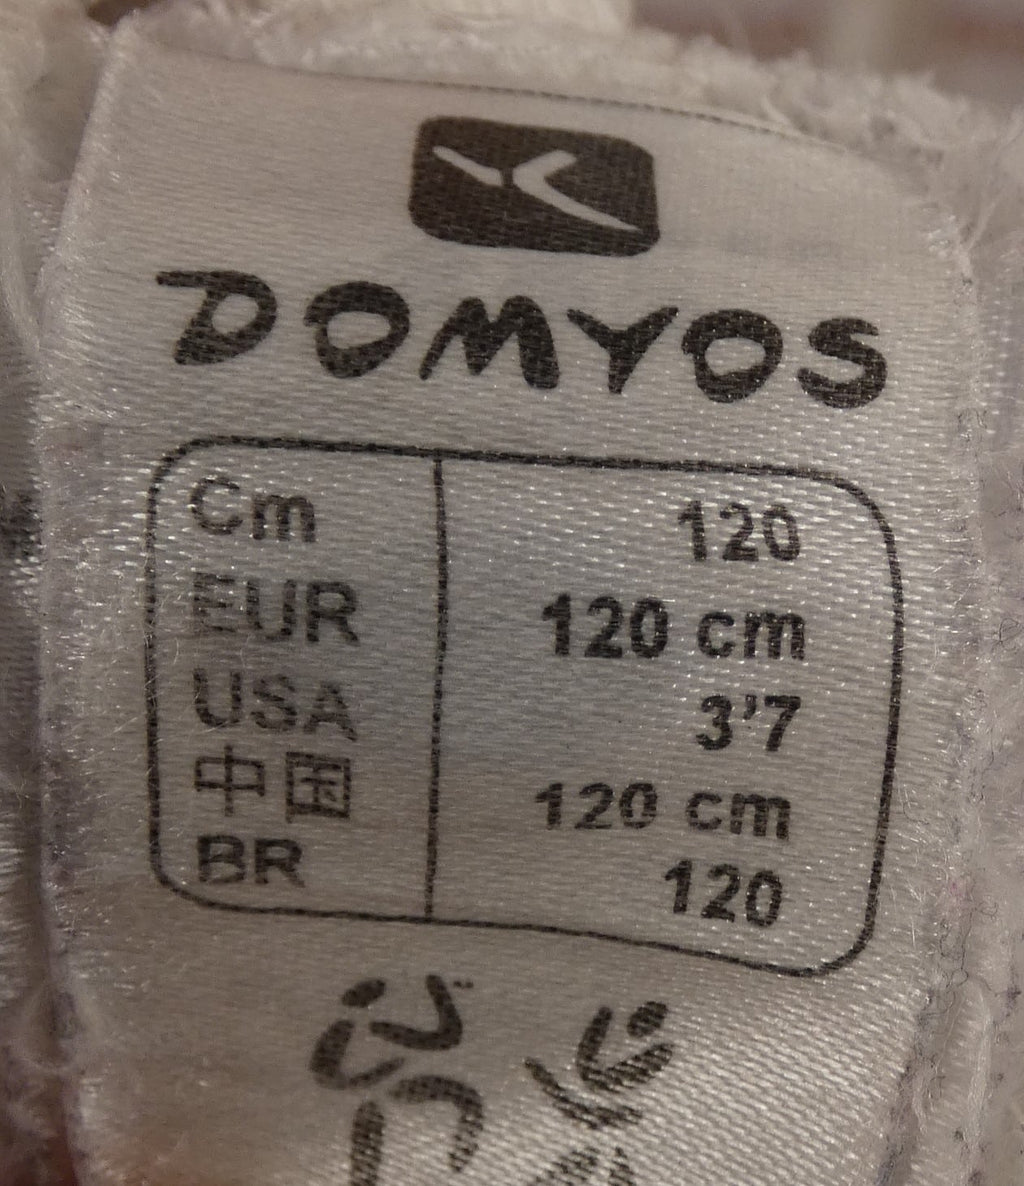 DOMYOS
Cm 120
EUR 120 cm
USA 3'7
中国 120 cm
BR 120